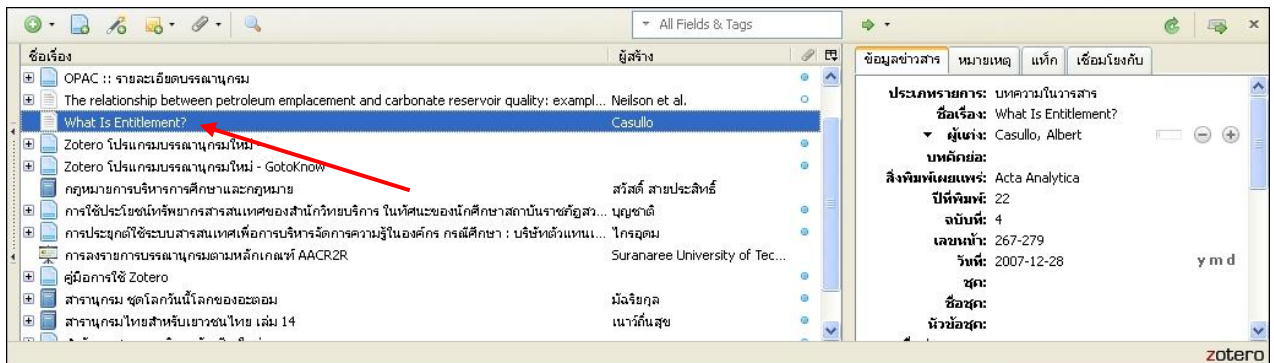 All Fields & Tags
ชื่อเรื่อง ผู้สร้าง
OPAC :: รายละเอียดบรรณานุกรม
The relationship between petroleum emplacement and carbonate reservoir quality: exampl... Neilson et al.
What Is Entitlement? Casullo
Zotero โปรแกรมบรรณานุกรมใหม่
Zotero โปรแกรมบรรณานุกรมใหม่ - GotoKnow
กฎหมายการบริหารการศึกษาและกฎหมาย สวัสดิ์ สายประสิทธิ์
การใช้ประโยชน์ทรัพยากรสารสนเทศของสำนักวิทยบริการ ในทัศนะของนักศึกษาสถาบันราชภัฏสว... บุญชาติ
การประยุกต์ใช้ระบบสารสนเทศเพื่อการบริหารจัดการความรู้ในองค์กร กรณีศึกษา : บริษัทตัวแทนเ... ไกรอุดม
การลงรายการบรรณานุกรมตามหลักเกณฑ์ AACR2R Suranaree University of Tec...
คู่มือการใช้ Zotero
สารานุกรม ชุดโลกวันนี้โลกของอะตอม มัฉริยกุล
สารานุกรมไทยสำหรับเยาวชนไทย เล่ม 14 เนาว์ถิ่นสุข
ข้อมูลข่าวสาร หมายเหตุ แท็ก เชื่อมโยงกับ
ประเภทรายการ: บทความในวารสาร
ชื่อเรื่อง: What Is Entitlement?
ผู้แต่ง: Casullo, Albert
บทคัดย่อ:
สิ่งพิมพ์เผยแพร่: Acta Analytica
ปีที่พิมพ์: 22
ฉบับที่: 4
เลขหน้า: 267-279
วันที่: 2007-12-28 y m d
ชุด:
ชื่อชุด:
หัวข้อชุด:
zotero